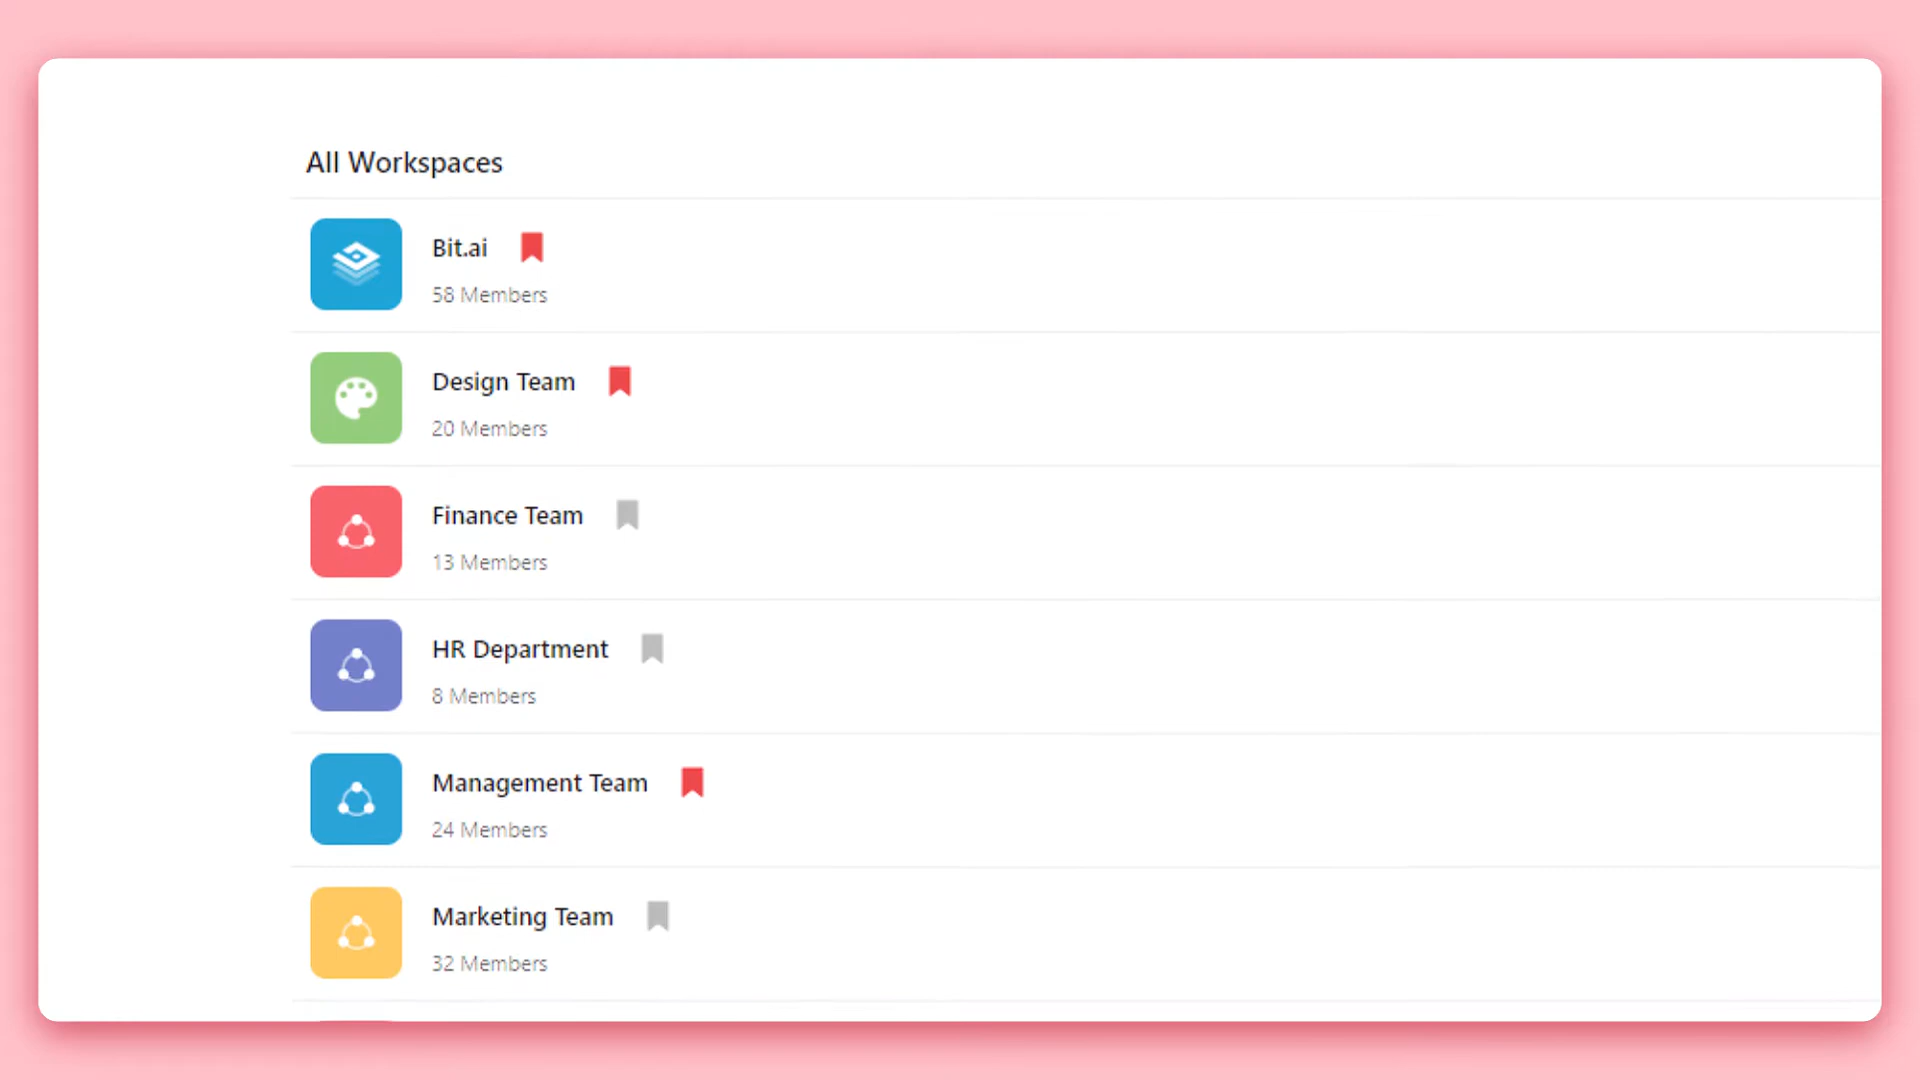 All Workspaces
Bit.ai
58 Members
Design Team
20 Members
Finance Team
13 Members
HR Department
8 Members
Management Team
24 Members
Marketing Team
32 Members